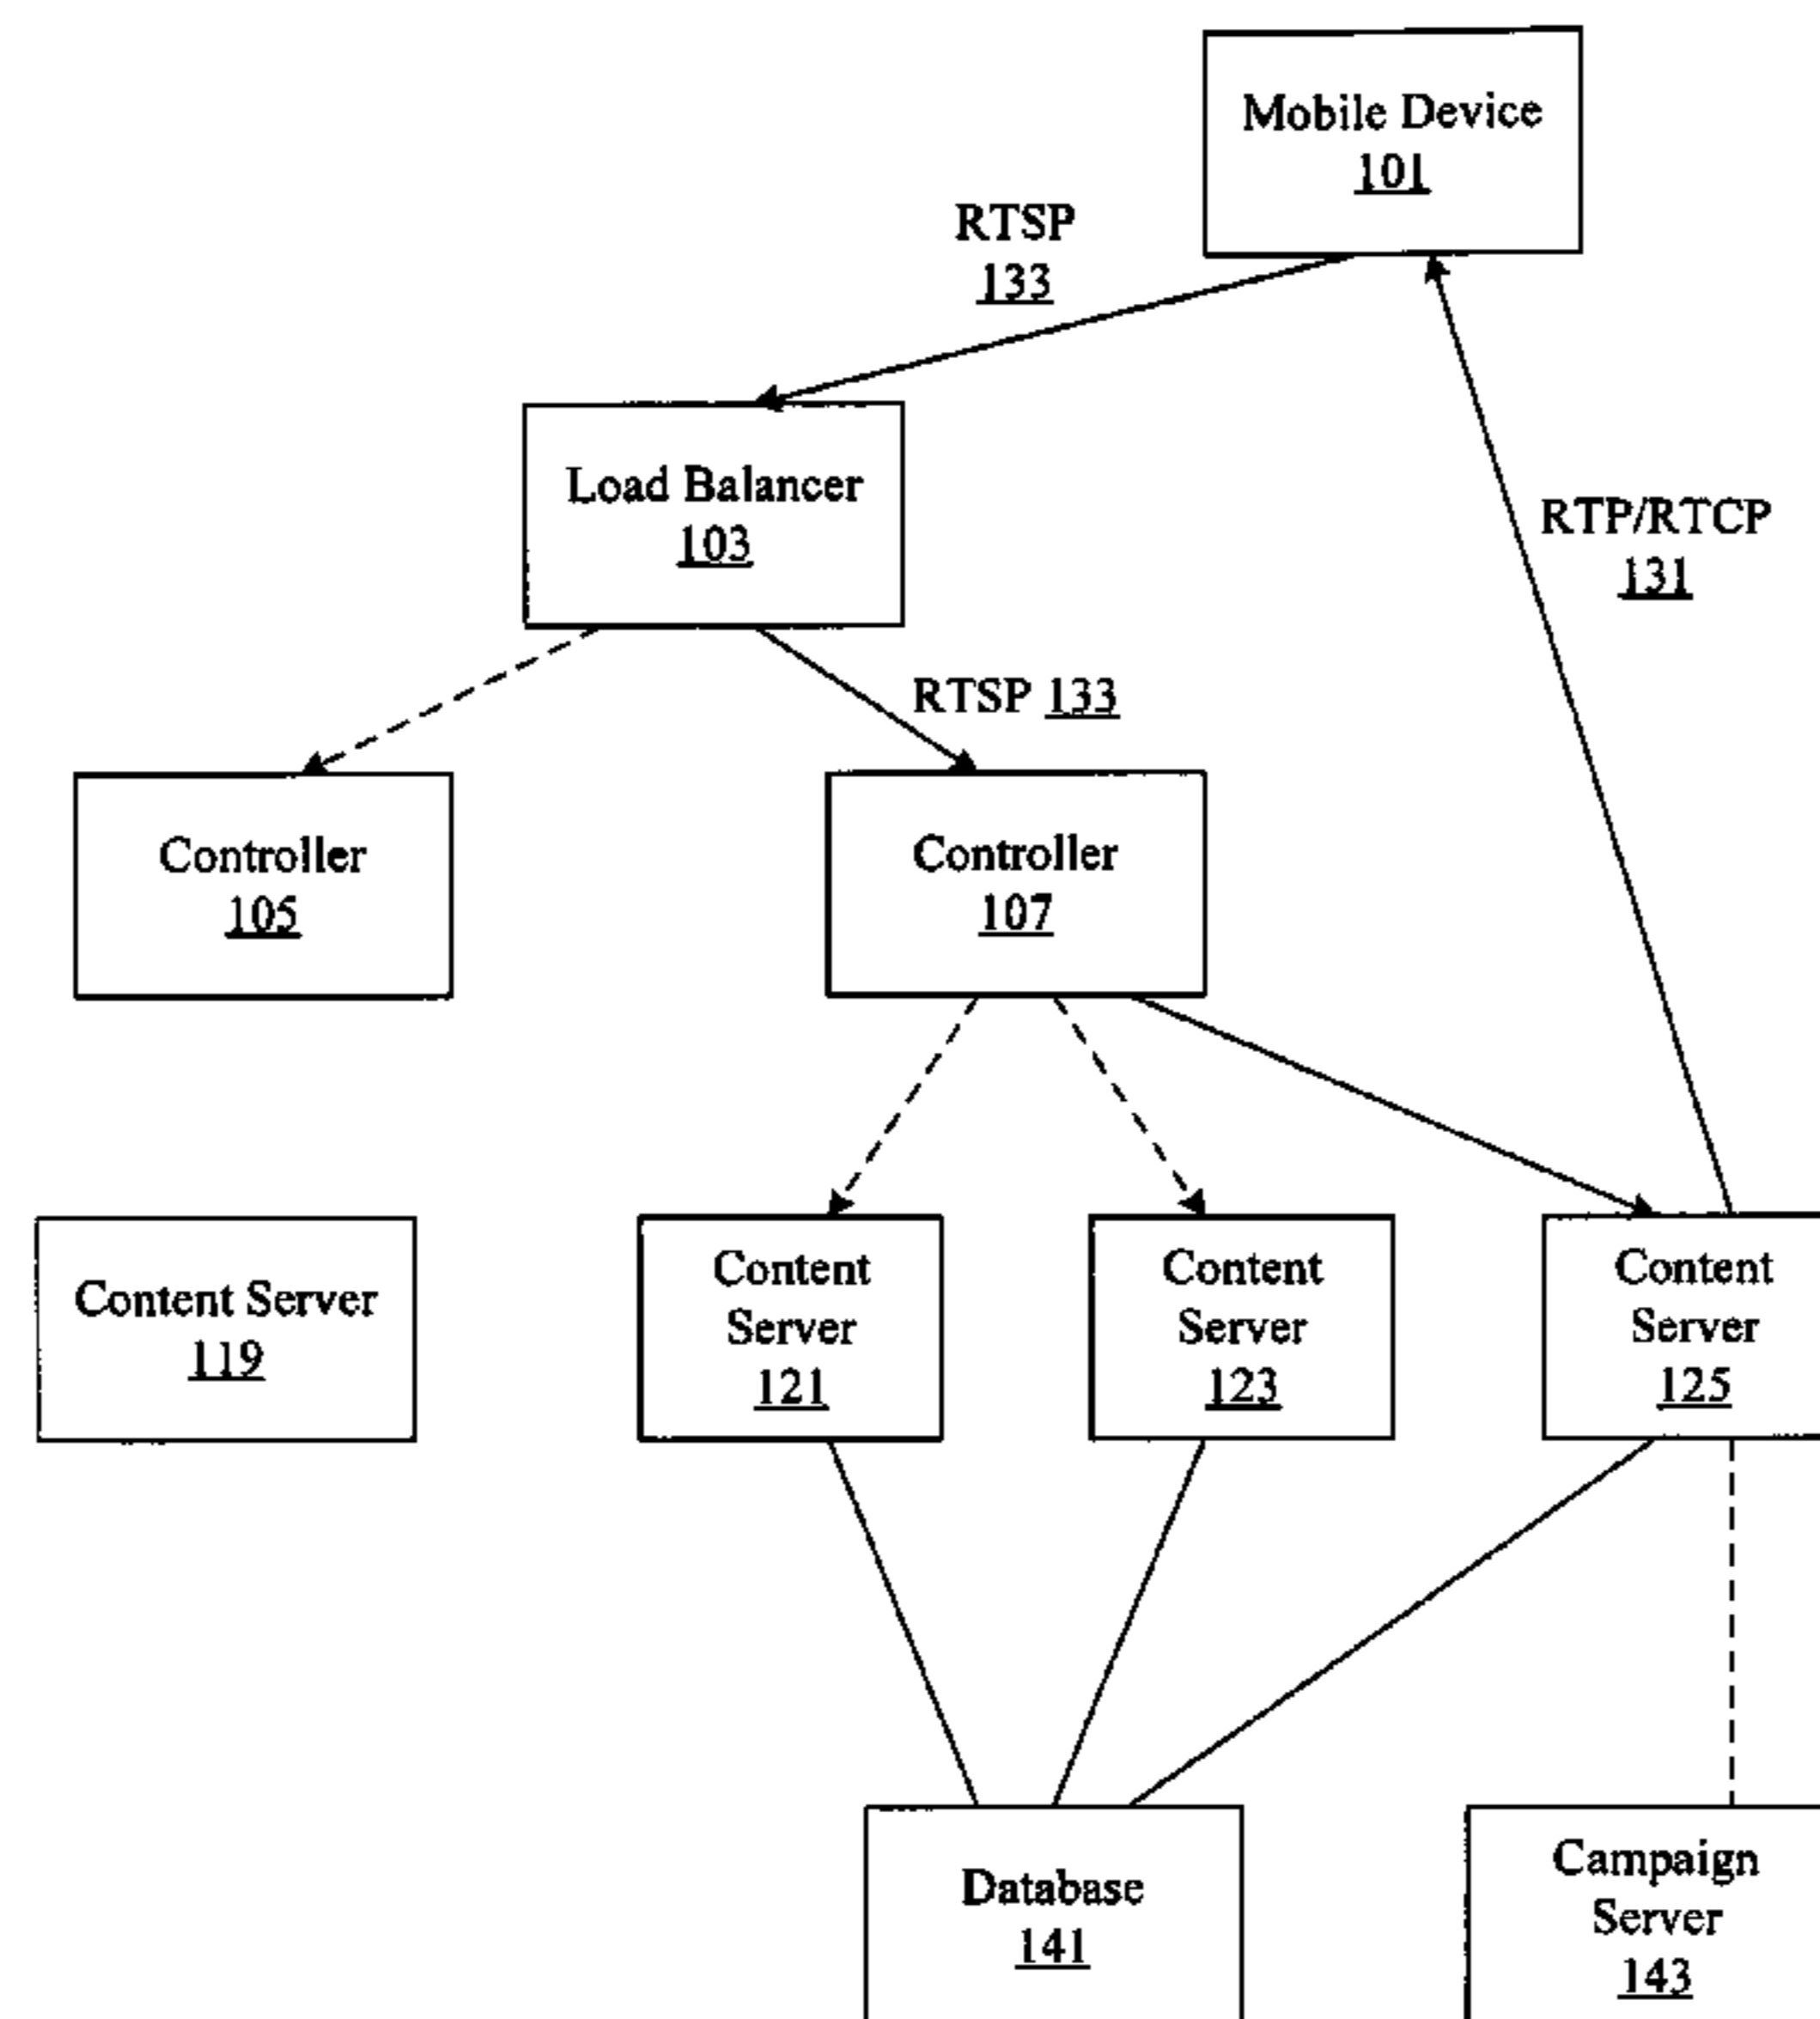 Mobile Device
101
RTSP
133
Load Balancer
103
RTP/RTCP
131
RTSP 133
Controller
105
Controller
107
Content Server
119
Content
Server
121
Content
Server
123
Content
Server
125
Database
141
Campaign
Server
143